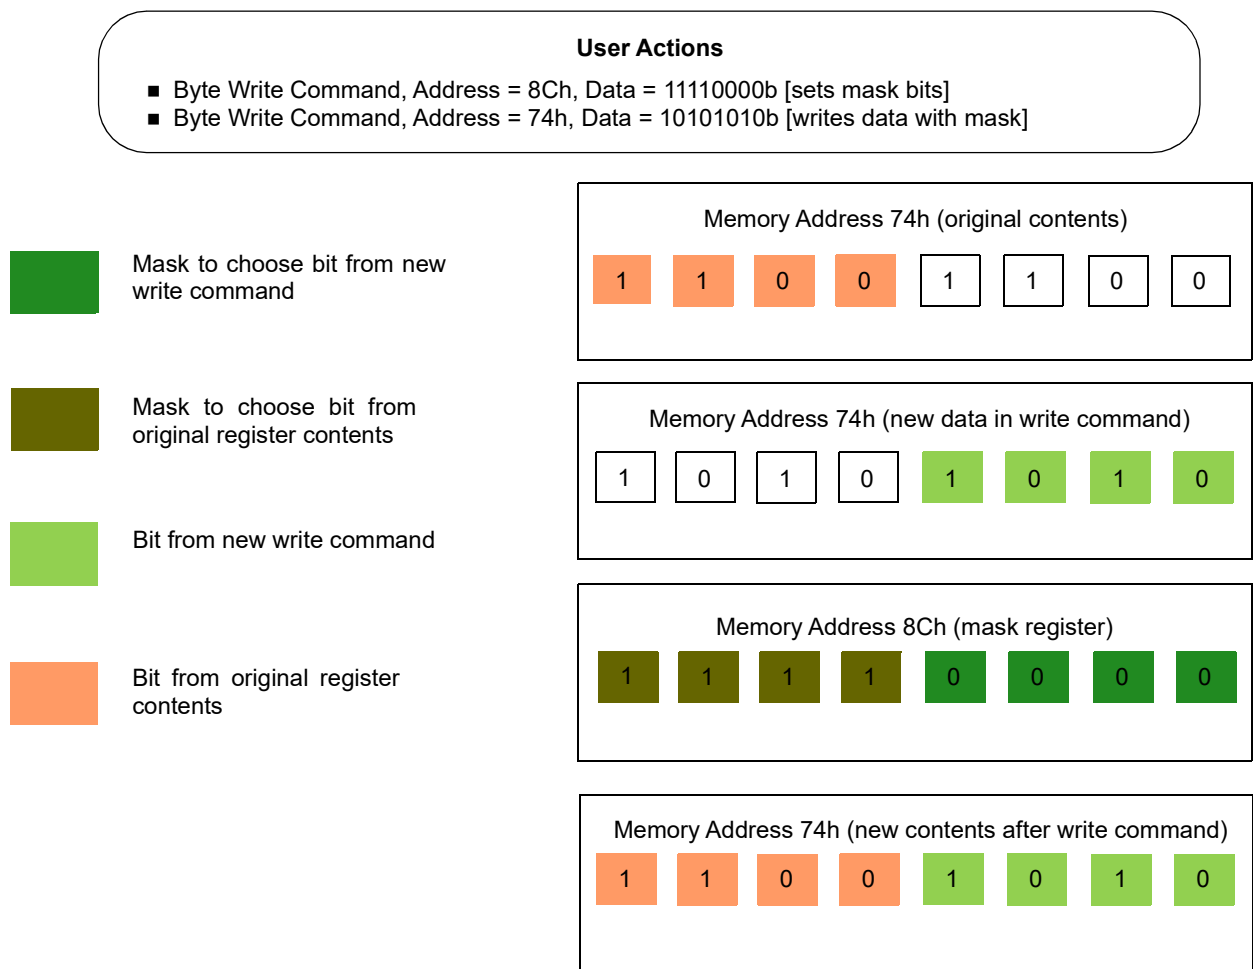 User Actions
■ Byte Write Command, Address = 8Ch, Data = 11110000b [sets mask bits]
■ Byte Write Command, Address = 74h, Data = 10101010b [writes data with mask]
Mask to choose bit from new
write command
Mask to choose bit from
original register contents
Bit from new write command
Bit from original register
contents
Memory Address 74h (original contents)
1 1 0 0 1 1 0 0
Memory Address 74h (new data in write command)
1 0 1 0 1 0 1 0
Memory Address 8Ch (mask register)
1 1 1 1 0 0 0 0
Memory Address 74h (new contents after write command)
1 1 0 0 1 0 1 0